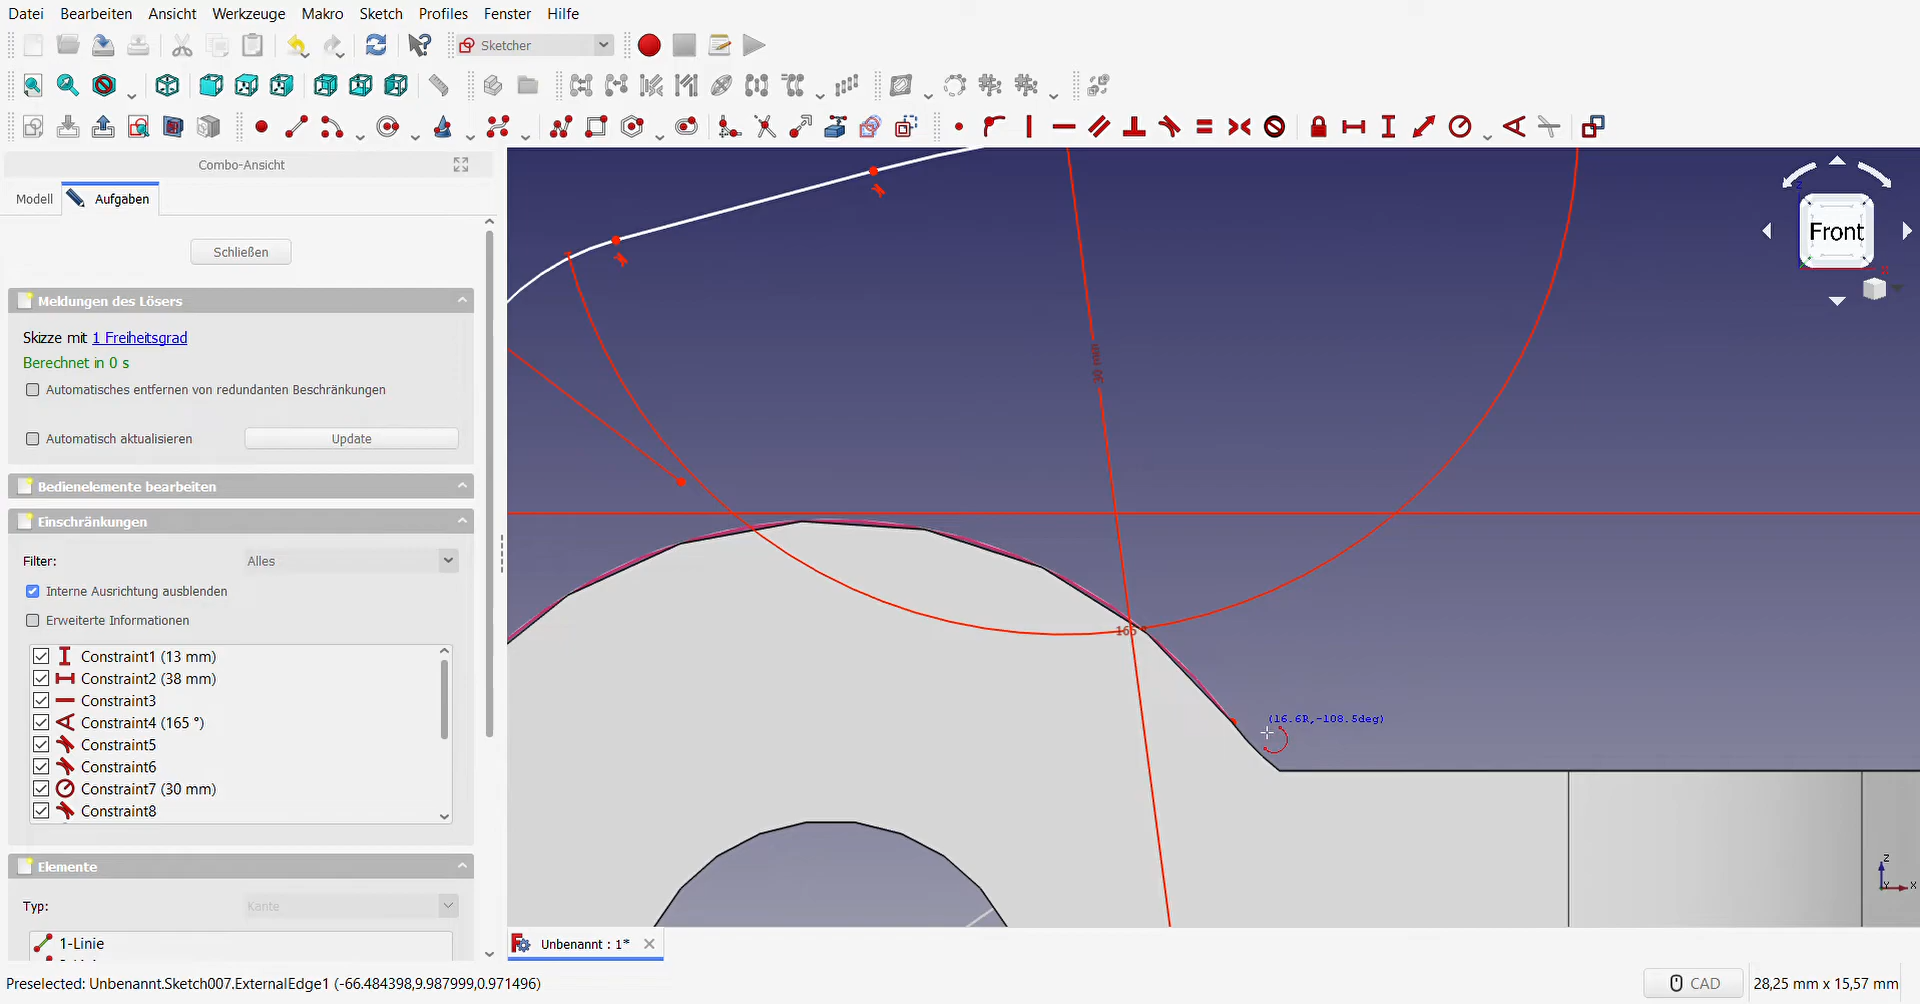 Datei Bearbeiten Ansicht Werkzeuge Makro Sketch Profiles Fenster Hilfe
Sketcher
Combo-Ansicht
Modell Aufgaben
Schließen
Meldungen des Lösers
Skizze mit 1 Freiheitsgrad
Berechnet in 0 s
Automatisches entfernen von redundanten Beschränkungen
Automatisch aktualisieren Update
Bedienelemente bearbeiten
Einschränkungen
Filter: Alles
Interne Ausrichtung ausblenden
Erweiterte Informationen
Constraint1 (13 mm)
Constraint2 (38 mm)
Constraint3
Constraint4 (165 °)
Constraint5
Constraint6
Constraint7 (30 mm)
Constraint8
Elemente
Typ: Kante
1-Linie
30 mm
165 °
(16.6R,-108.5deg)
Front
Z
X
Unbenannt : 1*
Preselected: Unbenannt.Sketch007.ExternalEdge1 (-66.484398,9.987999,0.971496)
CAD
28,25 mm x 15,57 mm